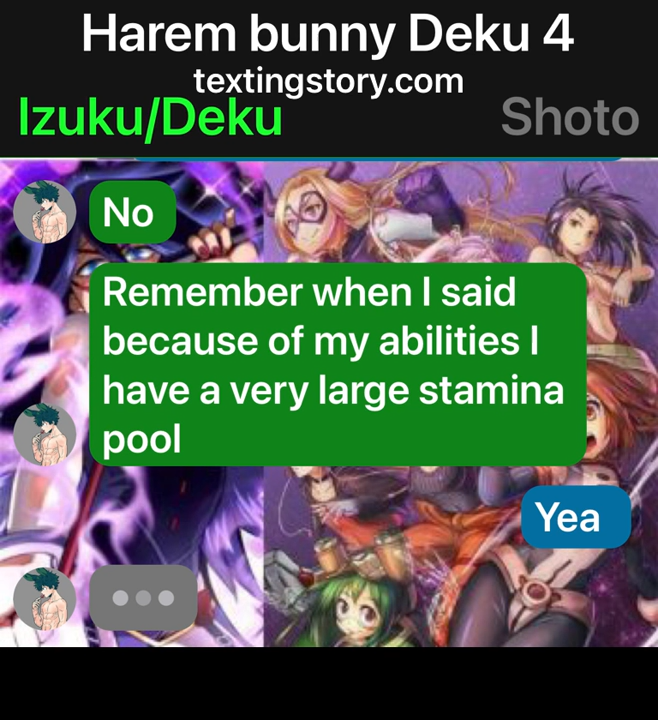 Harem bunny Deku 4
textingstory.com
Izuku/Deku
Shoto
No
Remember when I said
because of my abilities I
have a very large stamina
pool
Yea